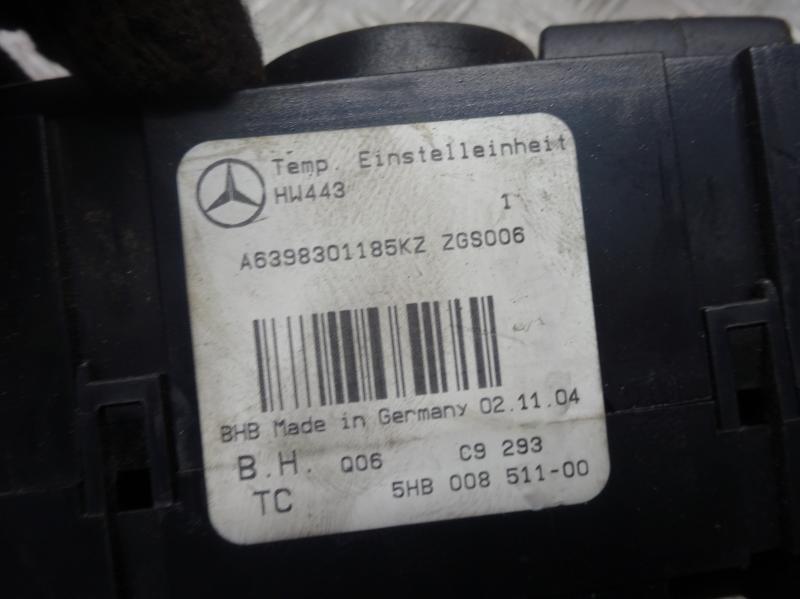 Temp. Einstelleinheit
HW443
1
A6398301185KZ ZGS006
BHB Made in Germany 02.11.04
B.H. Q06 C9 293
TC 5HB 008 511-00